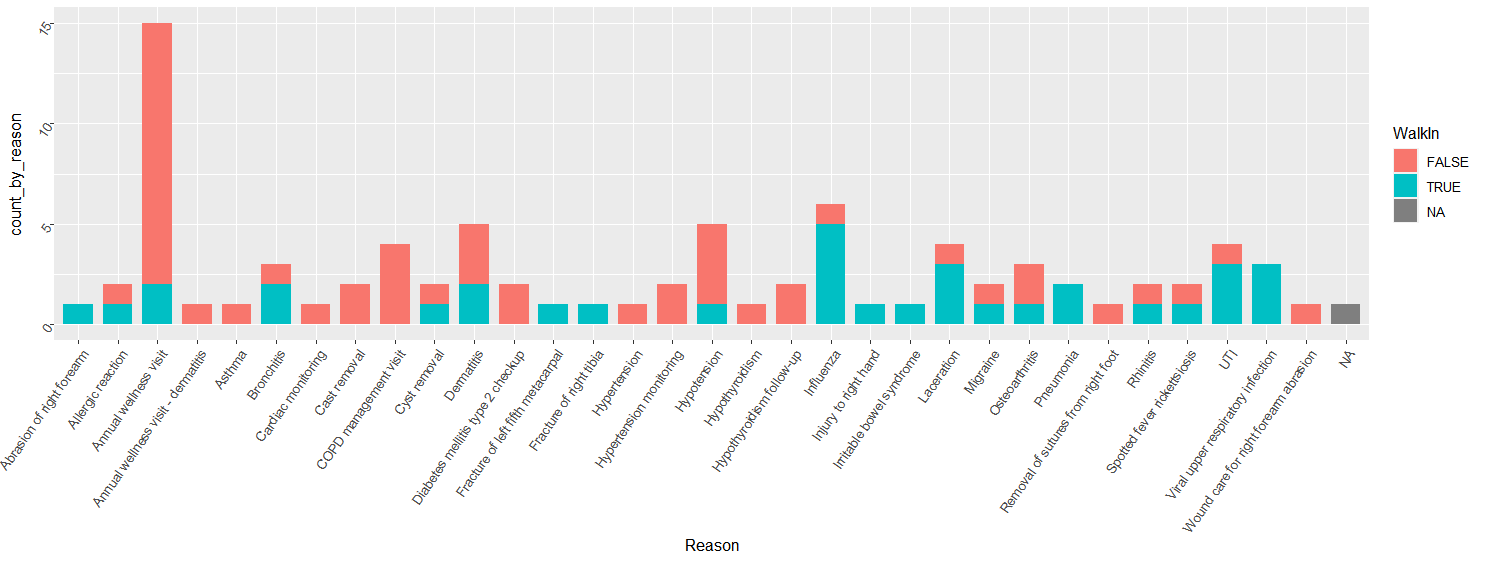 count_by_reason
15
10
5
0
Abrasion of right forearm
Allergic reaction
Annual wellness visit
Annual wellness visit - dermatitis
Asthma
Bronchitis
Cardiac monitoring
Cast removal
COPD management visit
Cyst removal
Dermatitis
Diabetes mellitis type 2 checkup
Fracture of left fifth metacarpal
Fracture of right tibia
Hypertension
Hypertension monitoring
Hypotension
Hypothyroidism
Hypothyroidism follow-up
Influenza
Injury to right hand
Irritable bowel syndrome
Laceration
Migraine
Osteoarthritis
Pneumonia
Removal of sutures from right foot
Rhinitis
Spotted fever rickettsiosis
UTI
Viral upper respiratory infection
Wound care for right forearm abrasion
NA
Reason
WalkIn
FALSE
TRUE
NA